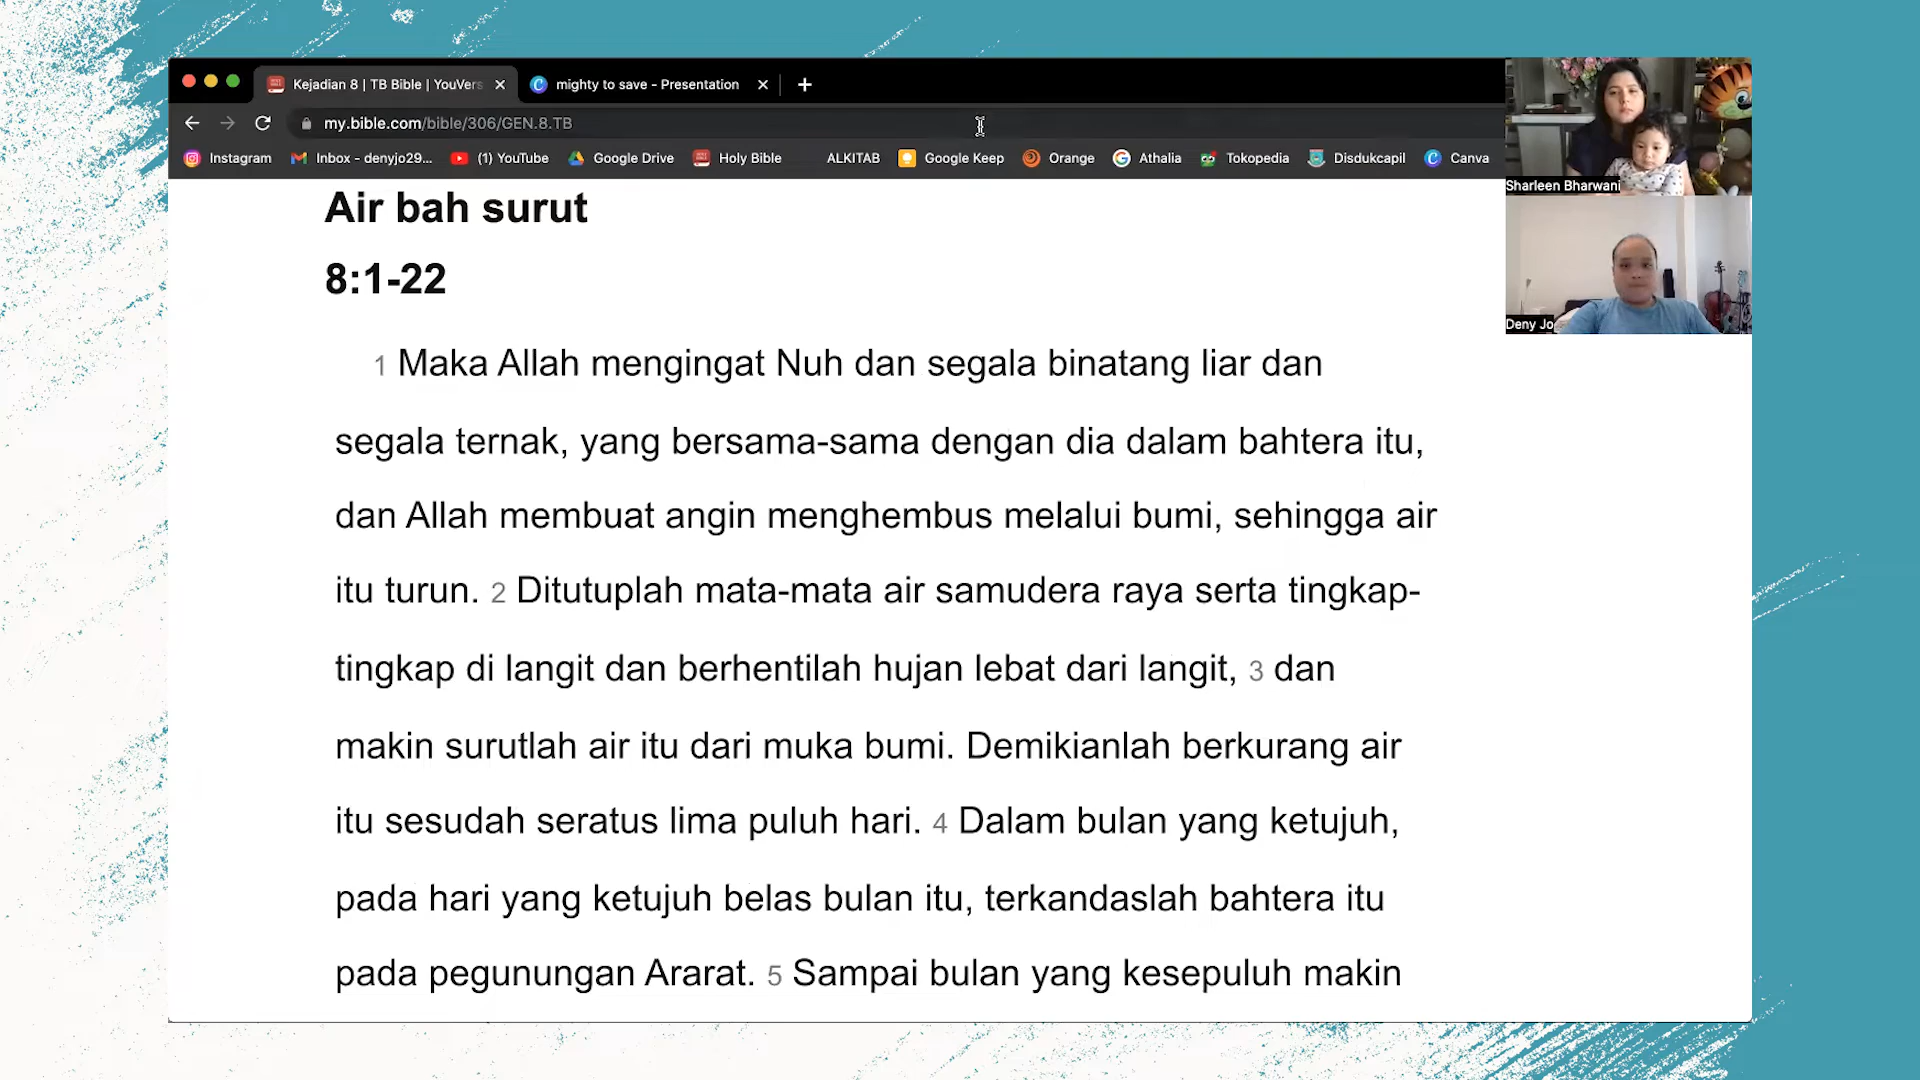 Kejadian 8 | TB Bible | YouVers
mighty to save - Presentation
my.bible.com/bible/306/GEN.8.TB
Instagram
Inbox - denyjo29...
(1) YouTube
Google Drive
Holy Bible
ALKITAB
Google Keep
Orange
Athalia
Tokopedia
Disdukcapil
Canva
Sharleen Bharwani
Deny Jo
Air bah surut
8:1-22
1 Maka Allah mengingat Nuh dan segala binatang liar dan
segala ternak, yang bersama-sama dengan dia dalam bahtera itu,
dan Allah membuat angin menghembus melalui bumi, sehingga air
itu turun. 2 Ditutuplah mata-mata air samudera raya serta tingkap-
tingkap di langit dan berhentilah hujan lebat dari langit, 3 dan
makin surutlah air itu dari muka bumi. Demikianlah berkurang air
itu sesudah seratus lima puluh hari. 4 Dalam bulan yang ketujuh,
pada hari yang ketujuh belas bulan itu, terkandaslah bahtera itu
pada pegunungan Ararat. 5 Sampai bulan yang kesepuluh makin